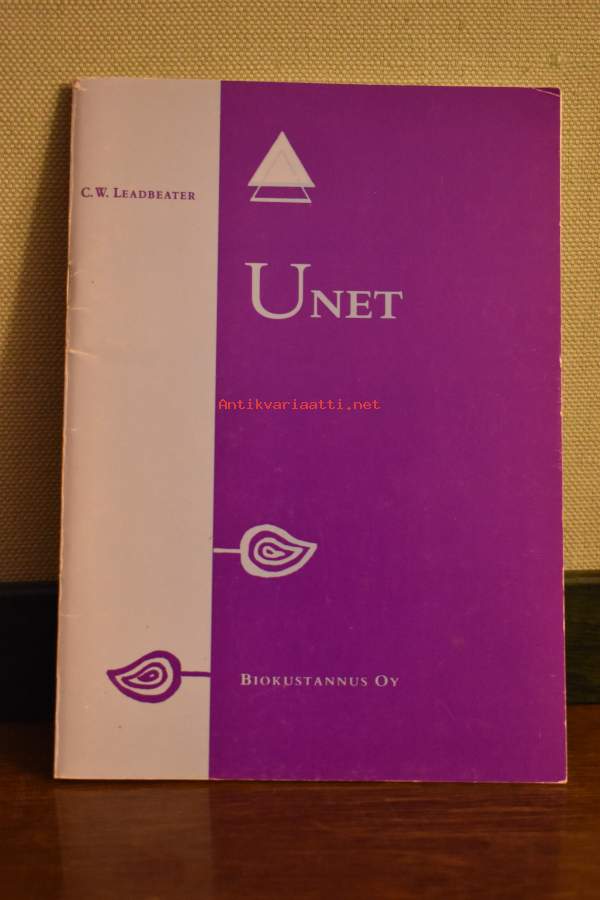 C. W. LEADBEATER
UNET
Antikvariaatti.net
BIOKUSTANNUS OY